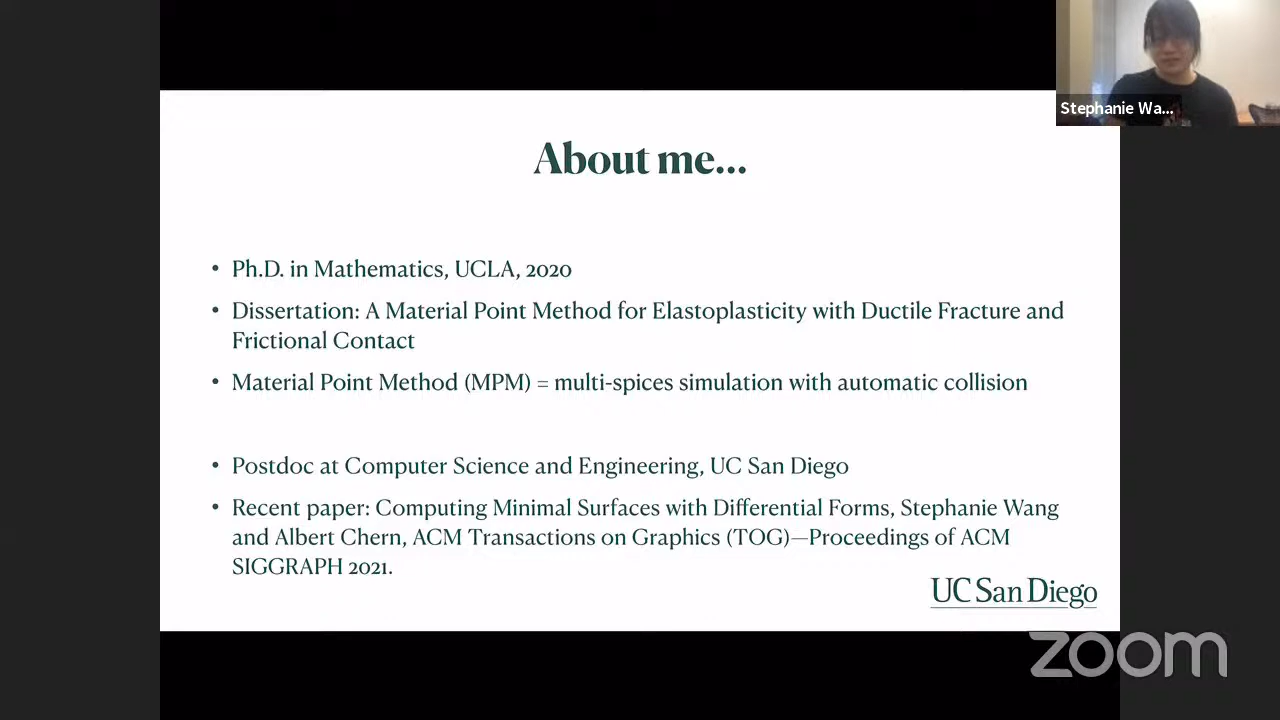 Stephanie Wa...
About me...
• Ph.D. in Mathematics, UCLA, 2020
• Dissertation: A Material Point Method for Elastoplasticity with Ductile Fracture and
Frictional Contact
• Material Point Method (MPM) = multi-spices simulation with automatic collision
• Postdoc at Computer Science and Engineering, UC San Diego
• Recent paper: Computing Minimal Surfaces with Differential Forms, Stephanie Wang
and Albert Chern, ACM Transactions on Graphics (TOG)—Proceedings of ACM
SIGGRAPH 2021.
UC San Diego
zoom